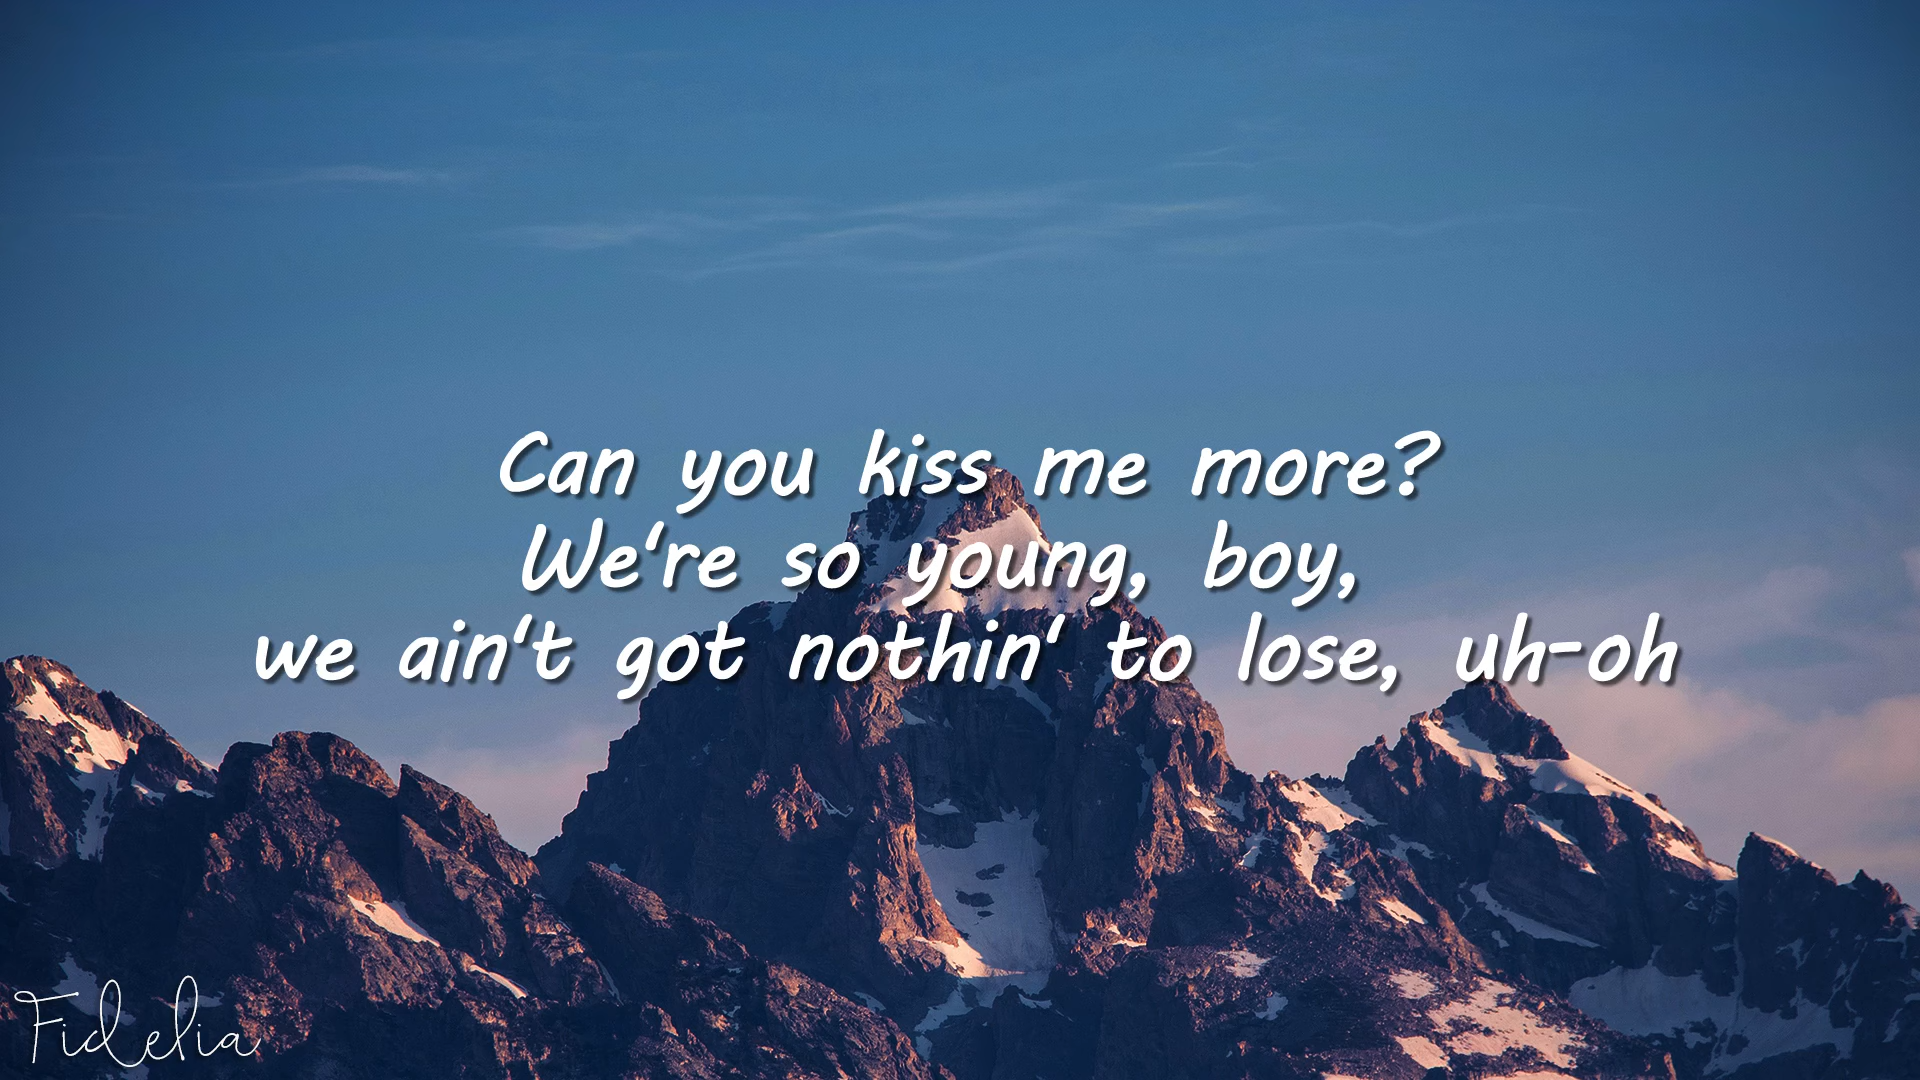 Can you kiss me more?
We're so young, boy,
we ain't got nothin' to lose, uh-oh
Fidelia